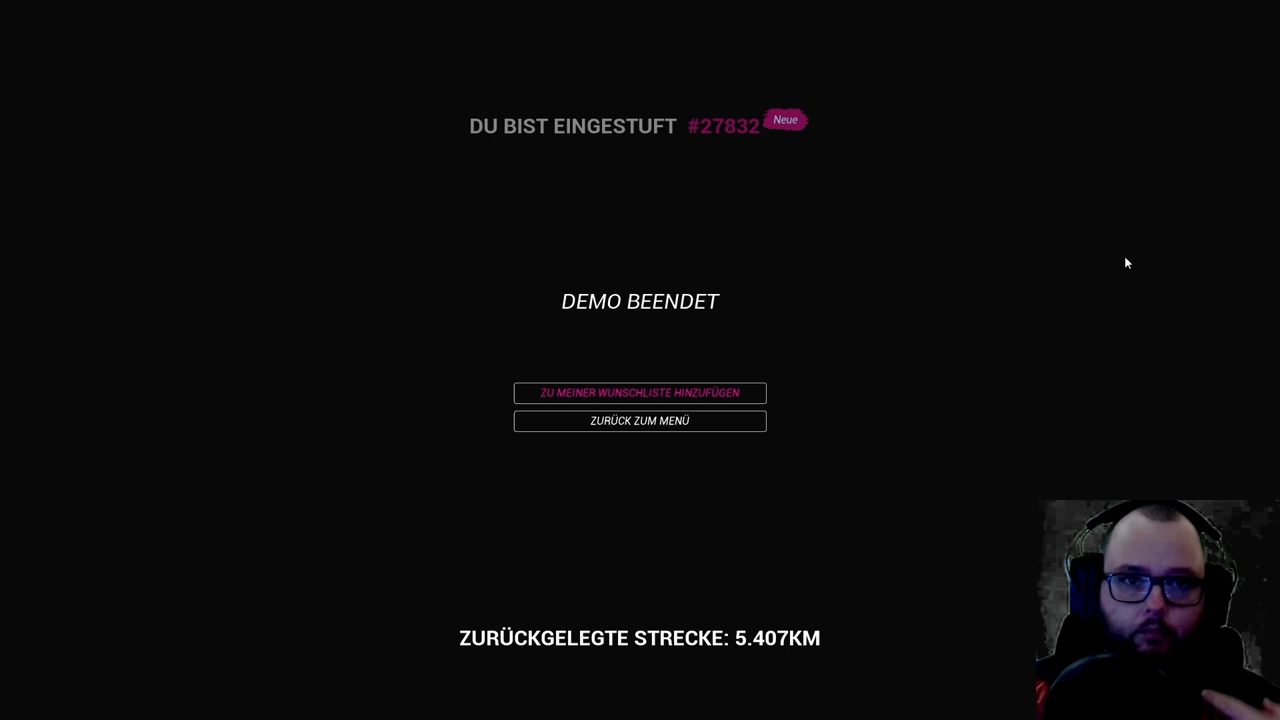 DU BIST EINGESTUFT #27832 Neue
DEMO BEENDET
ZU MEINER WUNSCHLISTE HINZUFÜGEN
ZURÜCK ZUM MENÜ
ZURÜCKGELEGTE STRECKE: 5.407KM